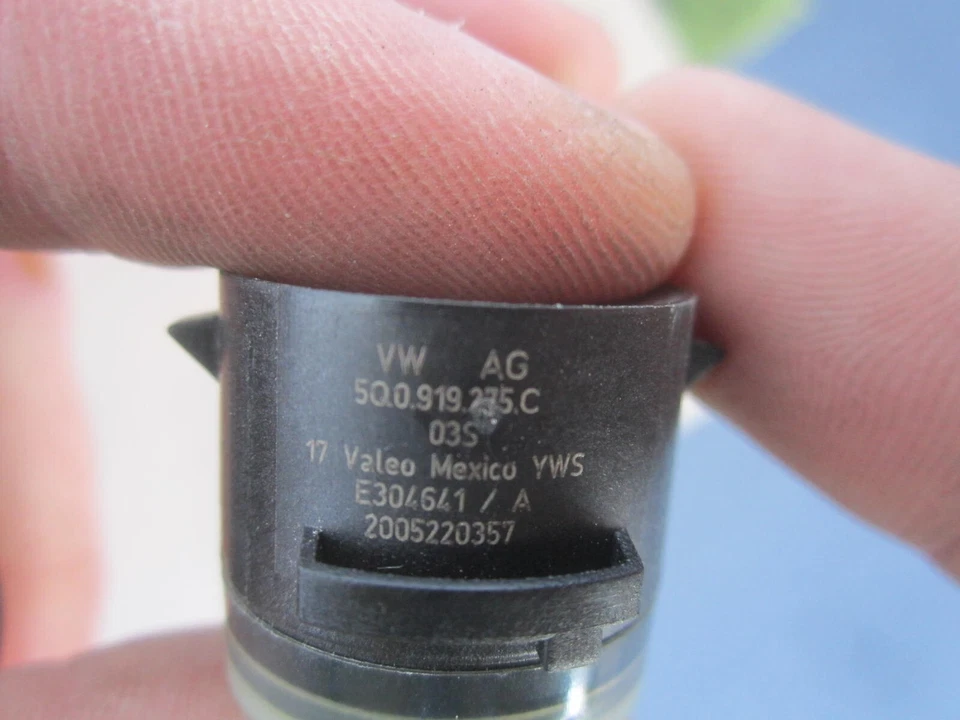 VW AG
5Q0.919.275.C
03S
17 Valeo Mexico YWS
E304641 / A
2005220357